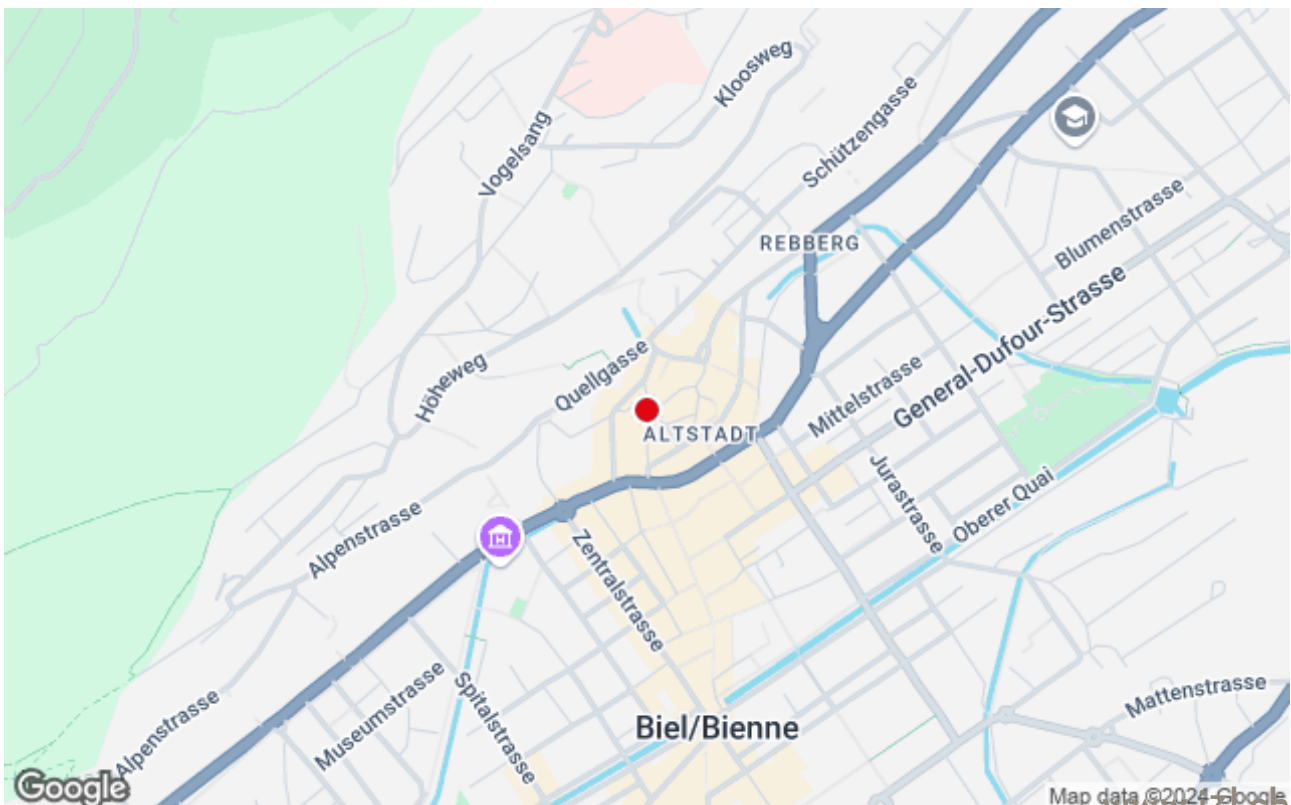 Kloosweg
Vogelsang
Schützengasse
REBBERG
Blumenstrasse
General-Dufour-Strasse
Höheweg
Quellgasse
Mittelstrasse
ALTSTADT
Jurastrasse
Oberer Quai
Alpenstrasse
Zentralstrasse
Spitalstrasse
Museumstrasse
Mattenstrasse
Alpenstrasse
Biel/Bienne
Google
Map data ©2024 Google